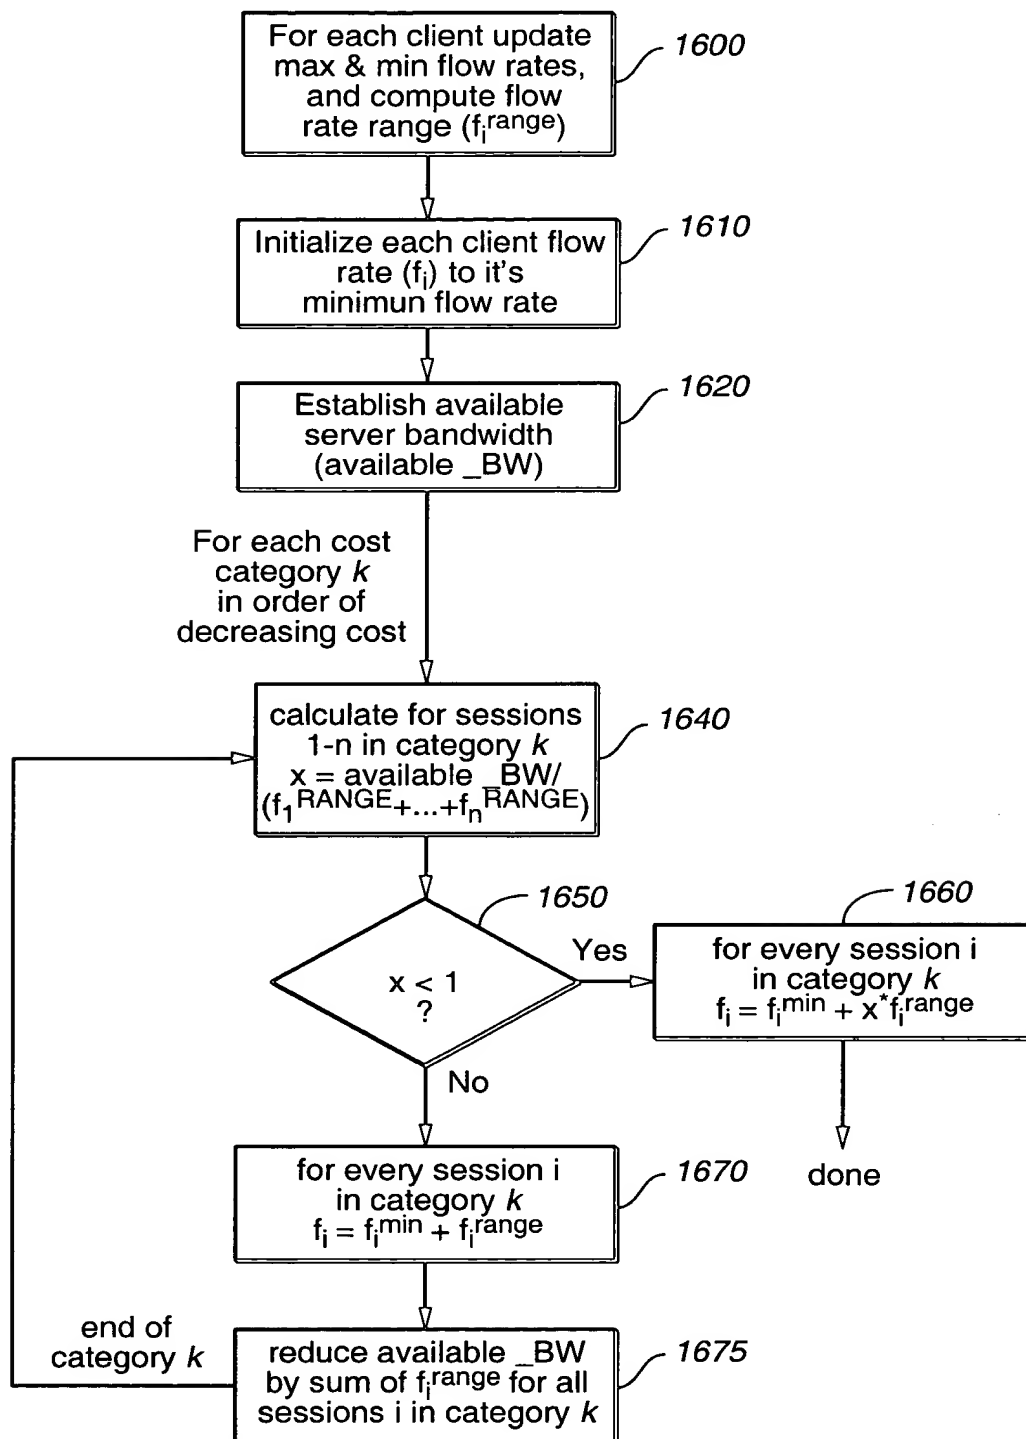 For each client update
max & min flow rates,
and compute flow
rate range (fᵢrange)
1600
Initialize each client flow
rate (fᵢ) to it's
minimun flow rate
1610
Establish available
server bandwidth
(available _BW)
1620
For each cost
category k
in order of
decreasing cost
calculate for sessions
1-n in category k
x = available _BW/
(f₁RANGE+...+fₙRANGE)
1640
x < 1
?
1650
Yes
for every session i
in category k
fᵢ = fᵢmin + x*fᵢrange
1660
done
No
for every session i
in category k
fᵢ = fᵢmin + fᵢrange
1670
end of
category k
reduce available _BW
by sum of fᵢrange for all
sessions i in category k
1675